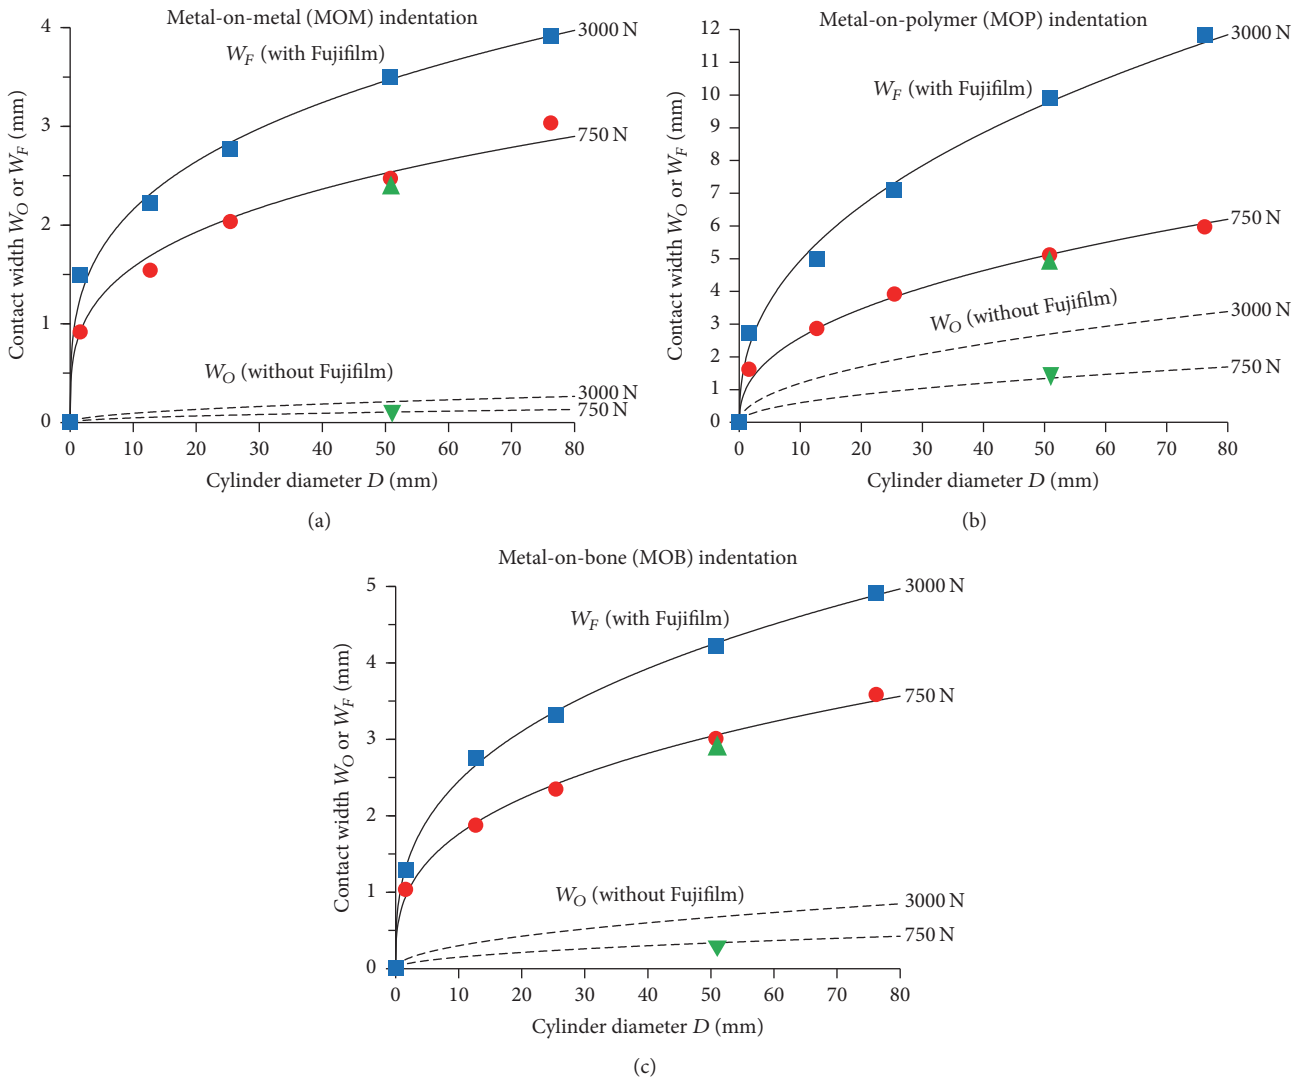 Metal-on-metal (MOM) indentation
4
3
2
1
0
Contact width W_O or W_F (mm)
W_F (with Fujifilm)
3000 N
750 N
W_O (without Fujifilm)
3000 N
750 N
0 10 20 30 40 50 60 70 80
Cylinder diameter D (mm)
(a)
Metal-on-polymer (MOP) indentation
12
11
10
9
8
7
6
5
4
3
2
1
0
Contact width W_O or W_F (mm)
W_F (with Fujifilm)
3000 N
750 N
W_O (without Fujifilm)
3000 N
750 N
0 10 20 30 40 50 60 70 80
Cylinder diameter D (mm)
(b)
Metal-on-bone (MOB) indentation
5
4
3
2
1
0
Contact width W_O or W_F (mm)
W_F (with Fujifilm)
3000 N
750 N
W_O (without Fujifilm)
3000 N
750 N
0 10 20 30 40 50 60 70 80
Cylinder diameter D (mm)
(c)